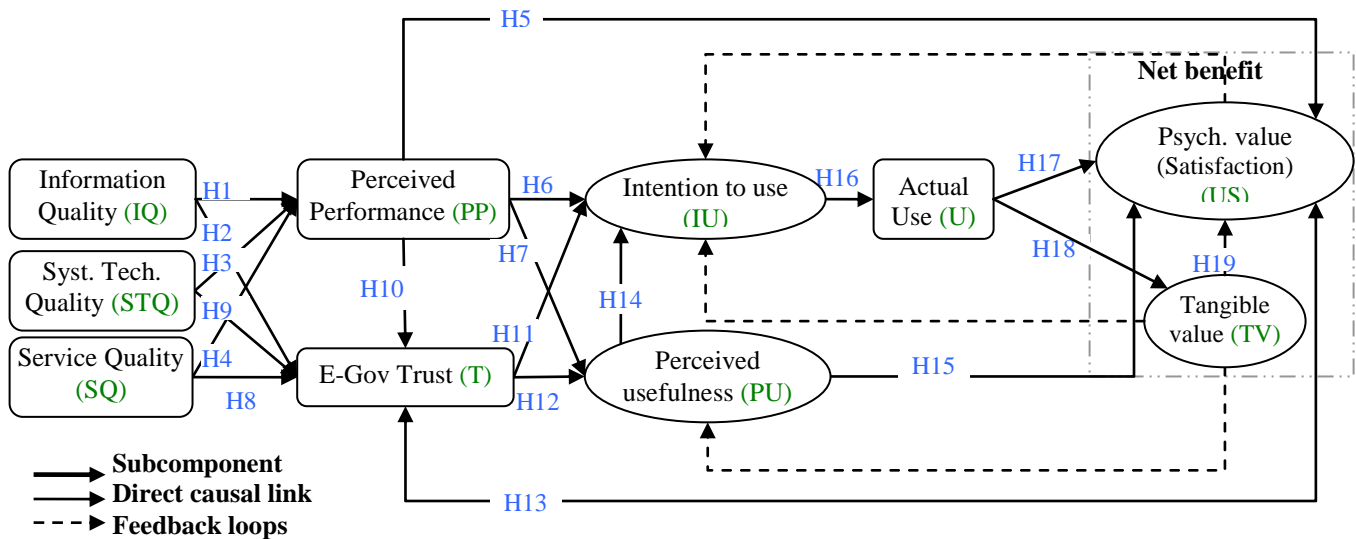 H5
Net benefit
Psych. value
(Satisfaction)
(US)
H17
Information
Quality (IQ)
H1
Perceived
Performance (PP)
H6
Intention to use
(IU)
H16
Actual
Use (U)
H2
H7
H18
Syst. Tech.
Quality (STQ)
H3
H10
H14
H19
H9
Tangible
value (TV)
Service Quality
(SQ)
H4
H8
E-Gov Trust (T)
H11
H12
Perceived
usefulness (PU)
H15
Subcomponent
Direct causal link
Feedback loops
H13